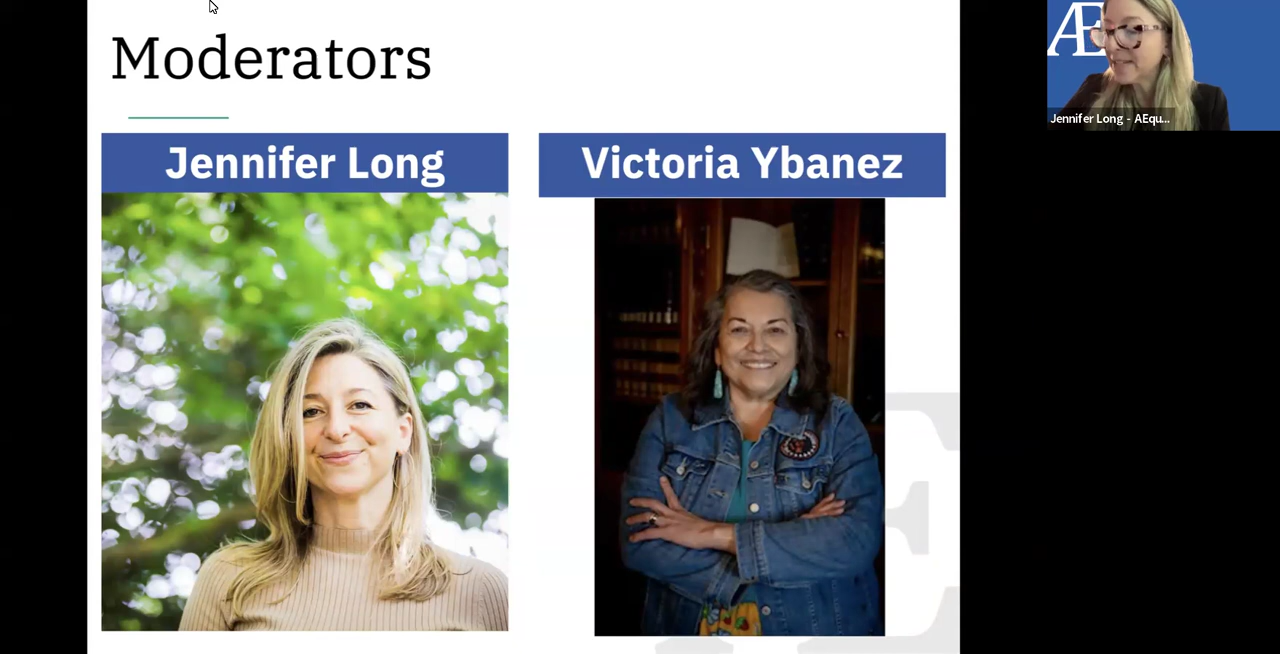 Moderators
Jennifer Long
Victoria Ybanez
Æ
Jennifer Long - AEqu...